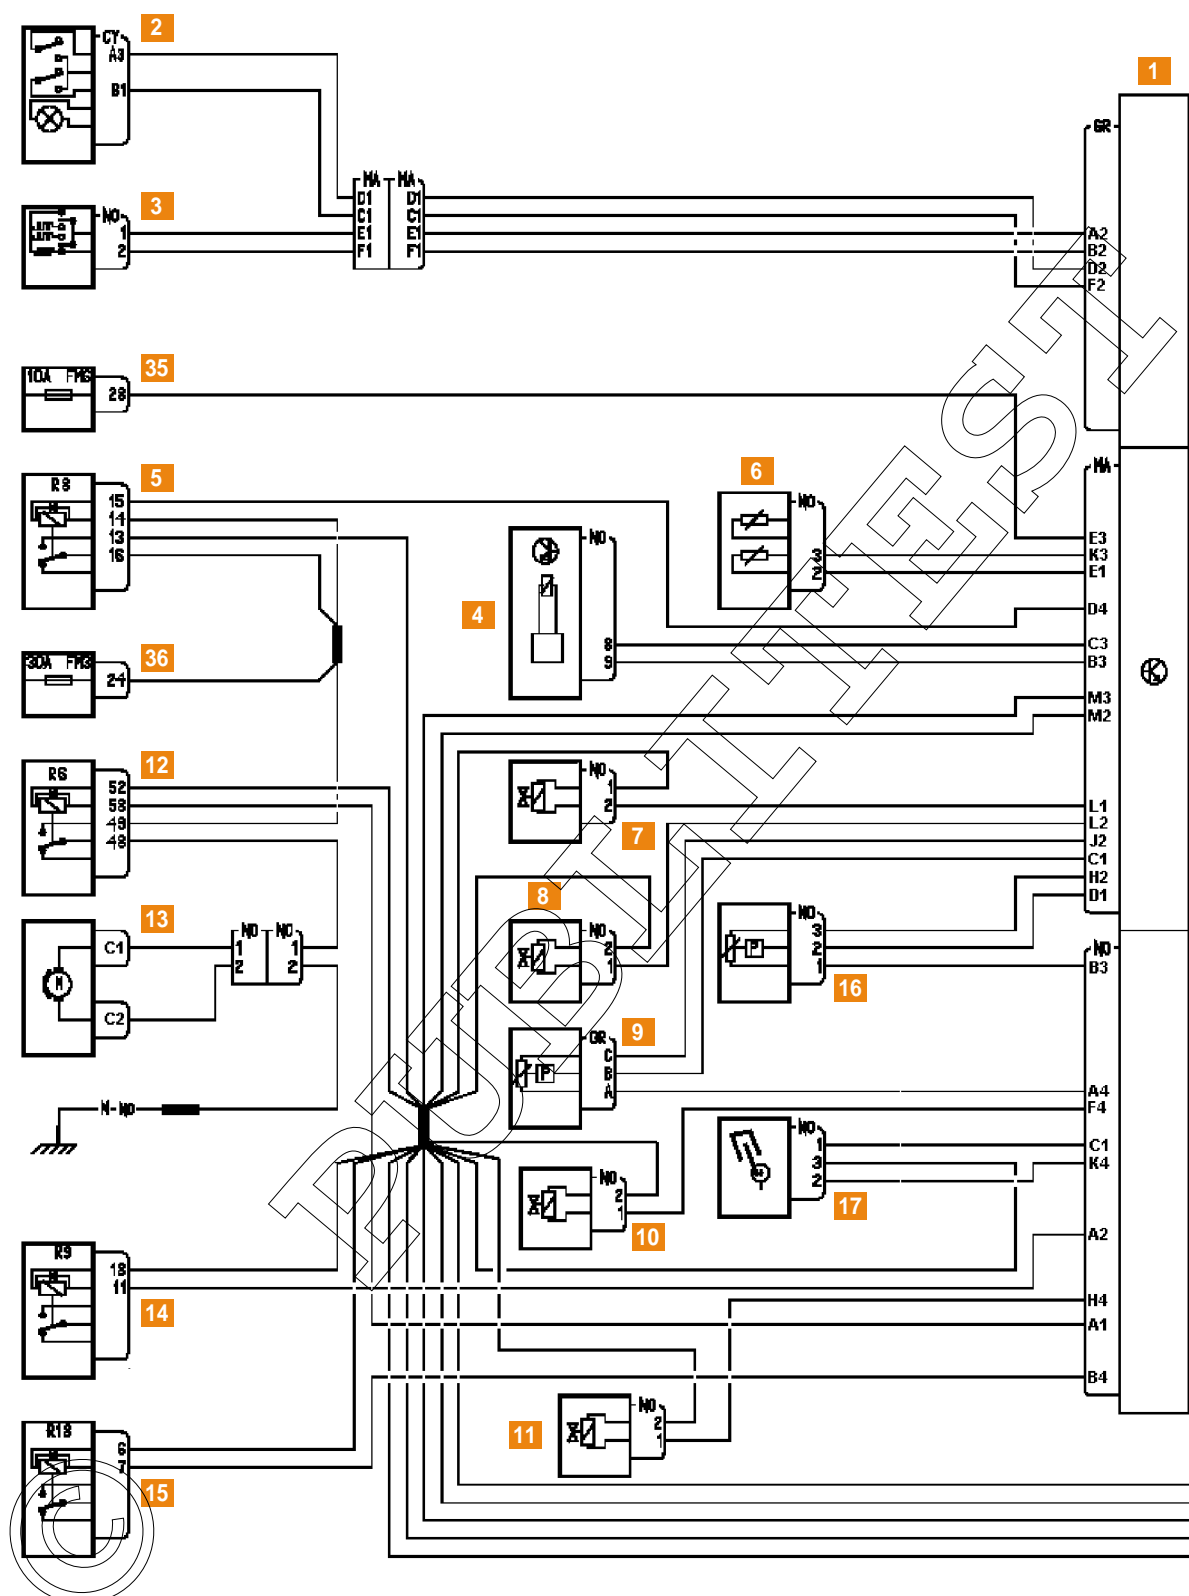 2
CY
A3
B1
1
GR
3
NO
1
2
MA MA
D1 D1
C1 C1
E1 E1
F1 F1
A2
B2
D2
F2
35
10A
28
5
R8
15
14
13
16
6
NO
3
2
MA
E3
K3
E1
D4
C3
B3
M3
M2
4
NO
8
9
36
30A FM3
24
12
R6
52
53
49
48
NO
1
2
7
L1
L2
J2
C1
H2
D1
8
NO
2
1
13
C1
C2
M
NO NO
1 1
2 2
NO
3
2
1
P
16
NO
B3
9
GR
C
B
A
P
A4
F4
M-NO
NO
1
3
2
17
C1
K4
NO
2
1
10
A2
14
R9
18
11
H4
A1
B4
11
NO
2
1
15
R18
6
7
© PEUBLITEST